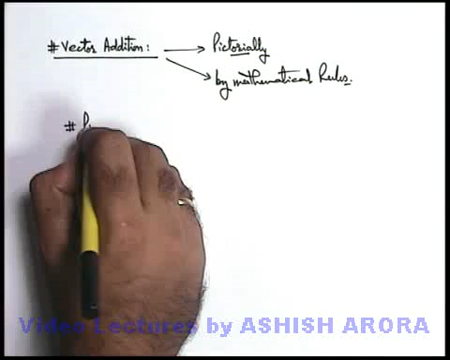 # Vector Addition: → Pictorially
→ by mathematical Rules.
# P
Video Lectures by ASHISH ARORA